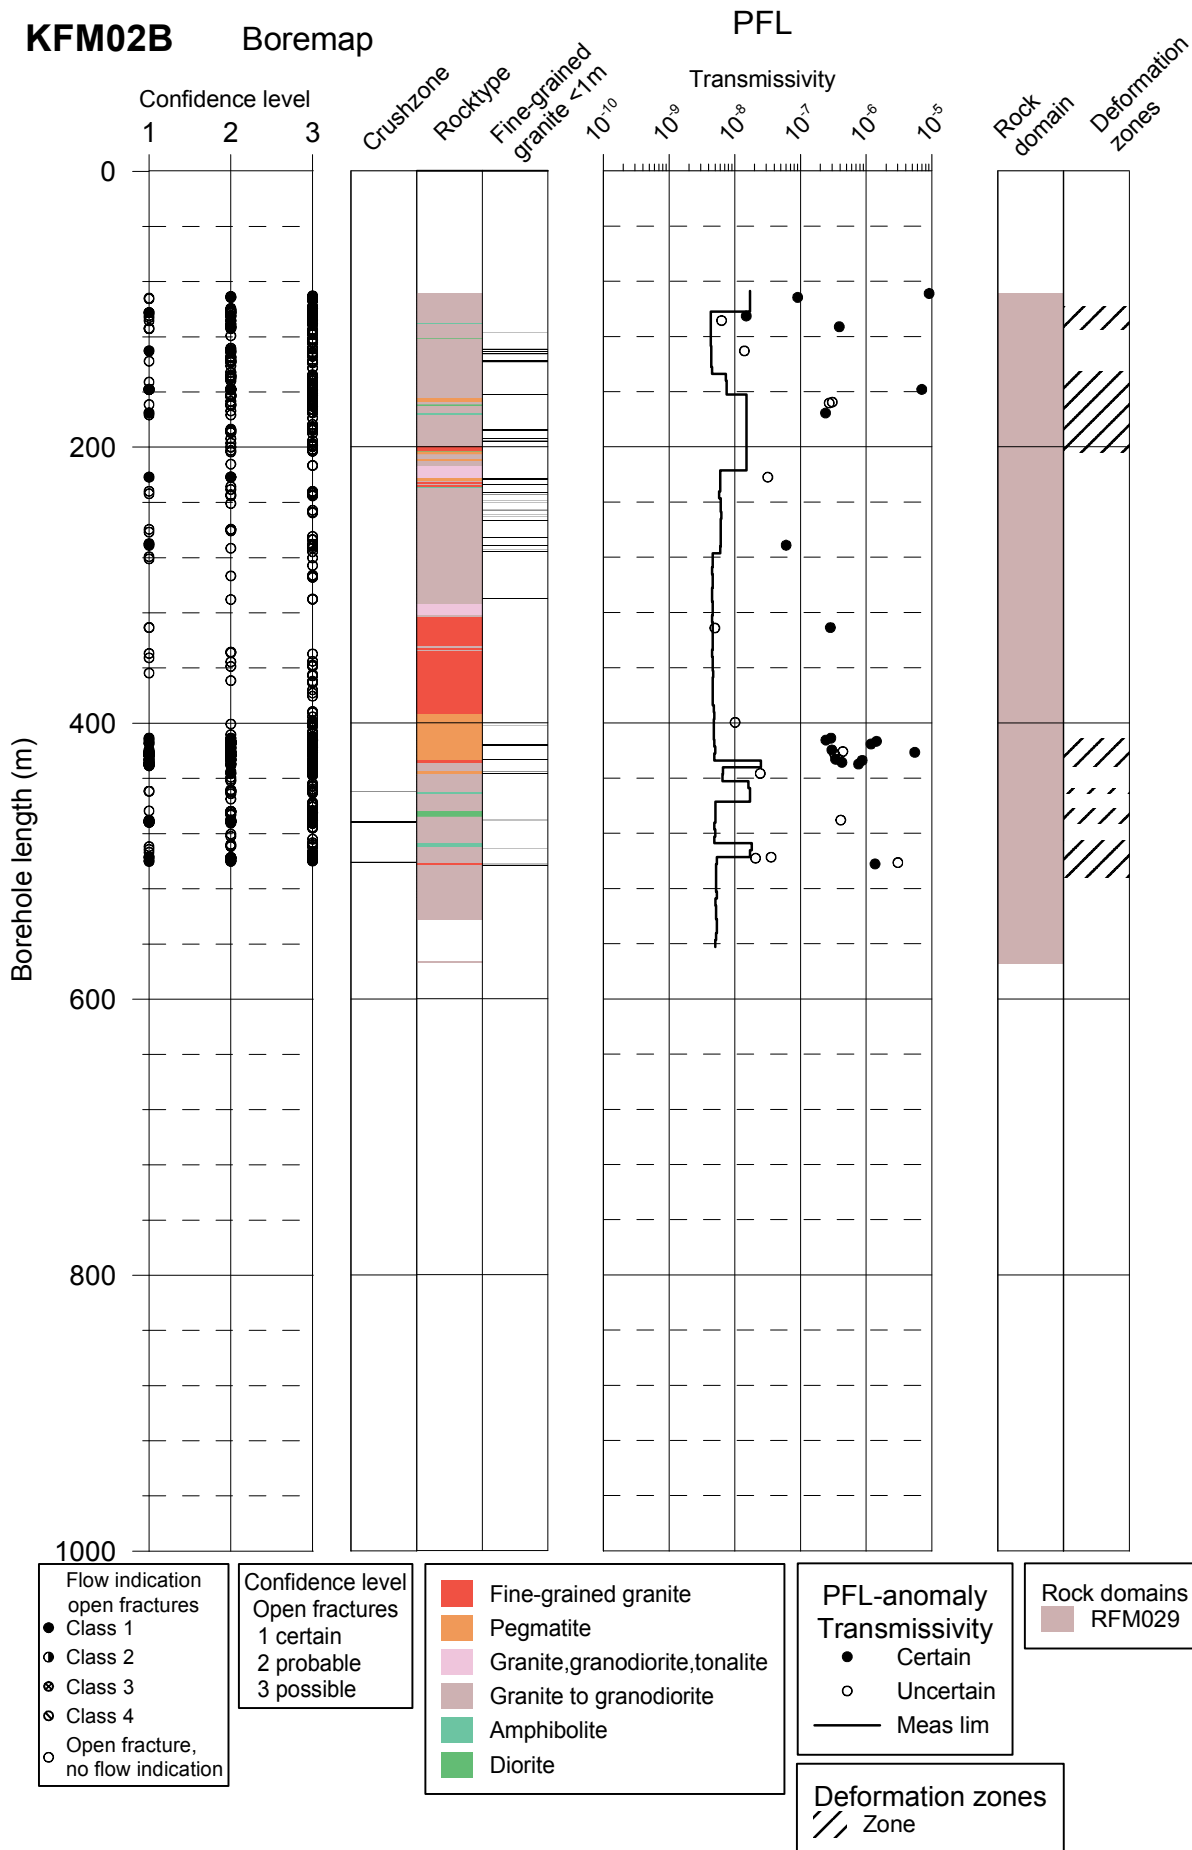 KFM02B
Boremap
PFL
Confidence level
1 2 3
Crushzone
Rocktype
Fine-grained
granite <1m
Transmissivity
10-10
10-9
10-8
10-7
10-6
10-5
Rock
domain
Deformation
zones
Borehole length (m)
0
200
400
600
800
1000
Flow indication
open fractures
Class 1
Class 2
Class 3
Class 4
Open fracture,
no flow indication
Confidence level
Open fractures
1 certain
2 probable
3 possible
Fine-grained granite
Pegmatite
Granite,granodiorite,tonalite
Granite to granodiorite
Amphibolite
Diorite
PFL-anomaly
Transmissivity
Certain
Uncertain
Meas lim
Rock domains
RFM029
Deformation zones
Zone